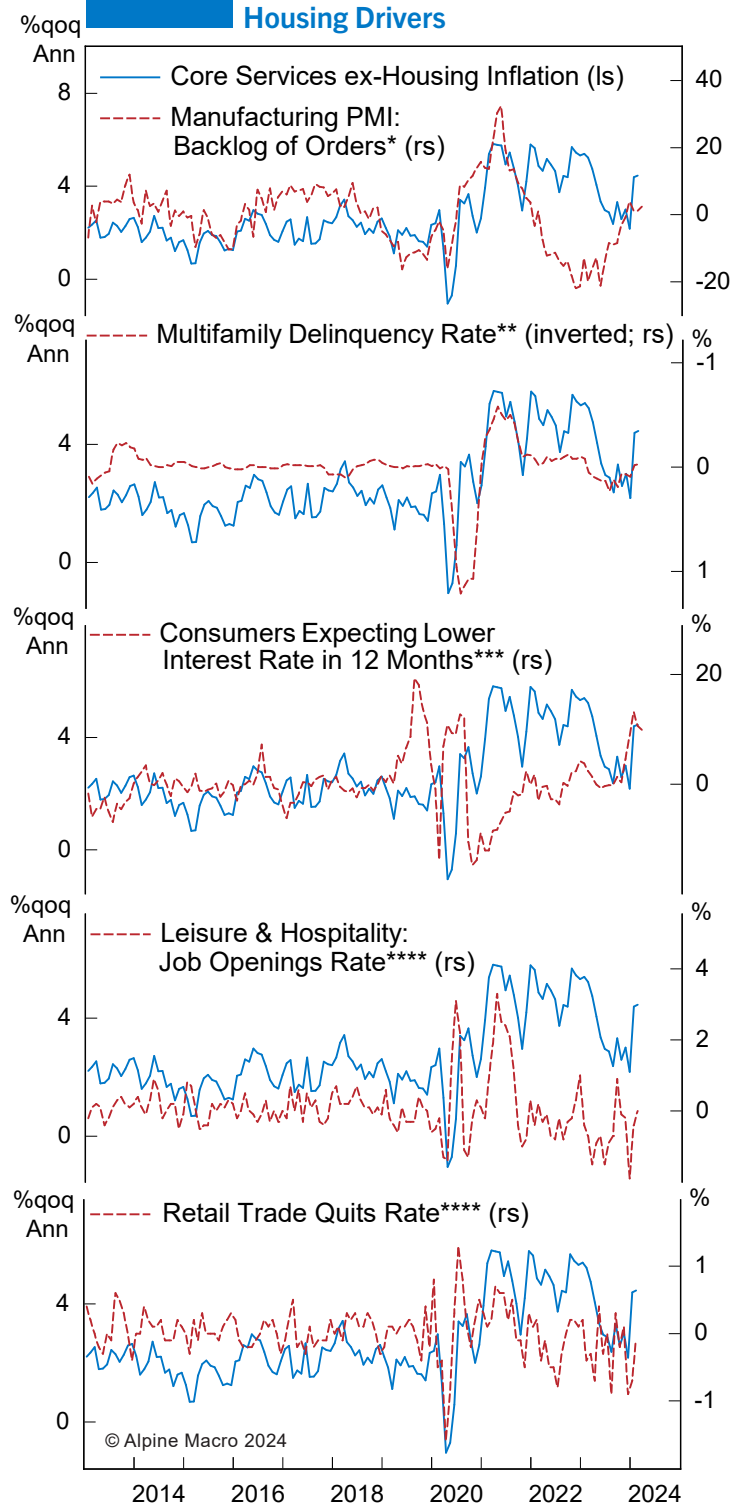 Housing Drivers
%qoq
Ann
Core Services ex-Housing Inflation (ls)
Manufacturing PMI:
Backlog of Orders* (rs)
8
4
0
40
20
0
-20
%qoq
Ann
Multifamily Delinquency Rate** (inverted; rs)
%
4
0
-1
0
1
%qoq
Ann
Consumers Expecting Lower
Interest Rate in 12 Months*** (rs)
%
4
0
20
0
%qoq
Ann
Leisure & Hospitality:
Job Openings Rate**** (rs)
%
4
0
4
2
0
%qoq
Ann
Retail Trade Quits Rate**** (rs)
%
4
0
1
0
-1
© Alpine Macro 2024
2014 2016 2018 2020 2022 2024